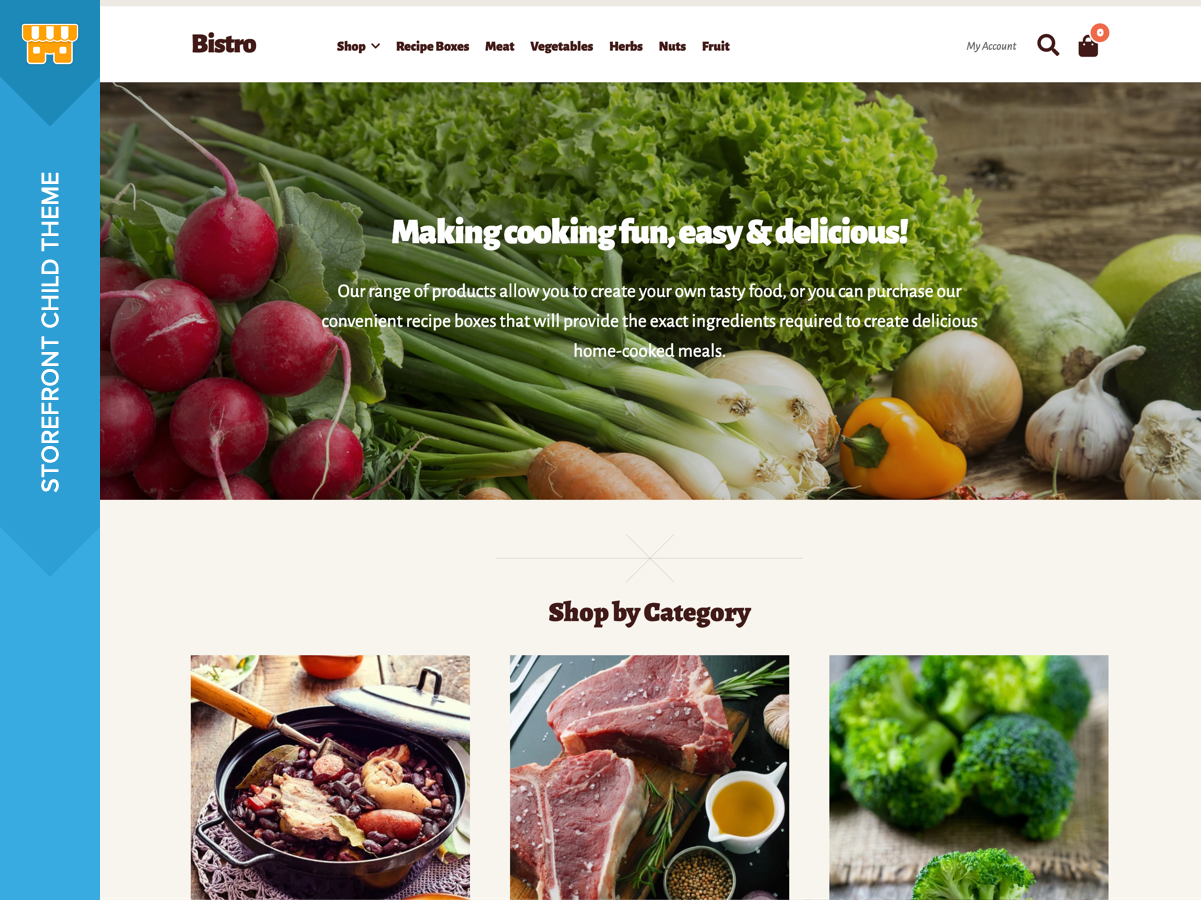 STOREFRONT CHILD THEME
Bistro
Shop
Recipe Boxes
Meat
Vegetables
Herbs
Nuts
Fruit
My Account
0
Making cooking fun, easy & delicious!
Our range of products allow you to create your own tasty food, or you can purchase our
convenient recipe boxes that will provide the exact ingredients required to create delicious
home-cooked meals.
Shop by Category